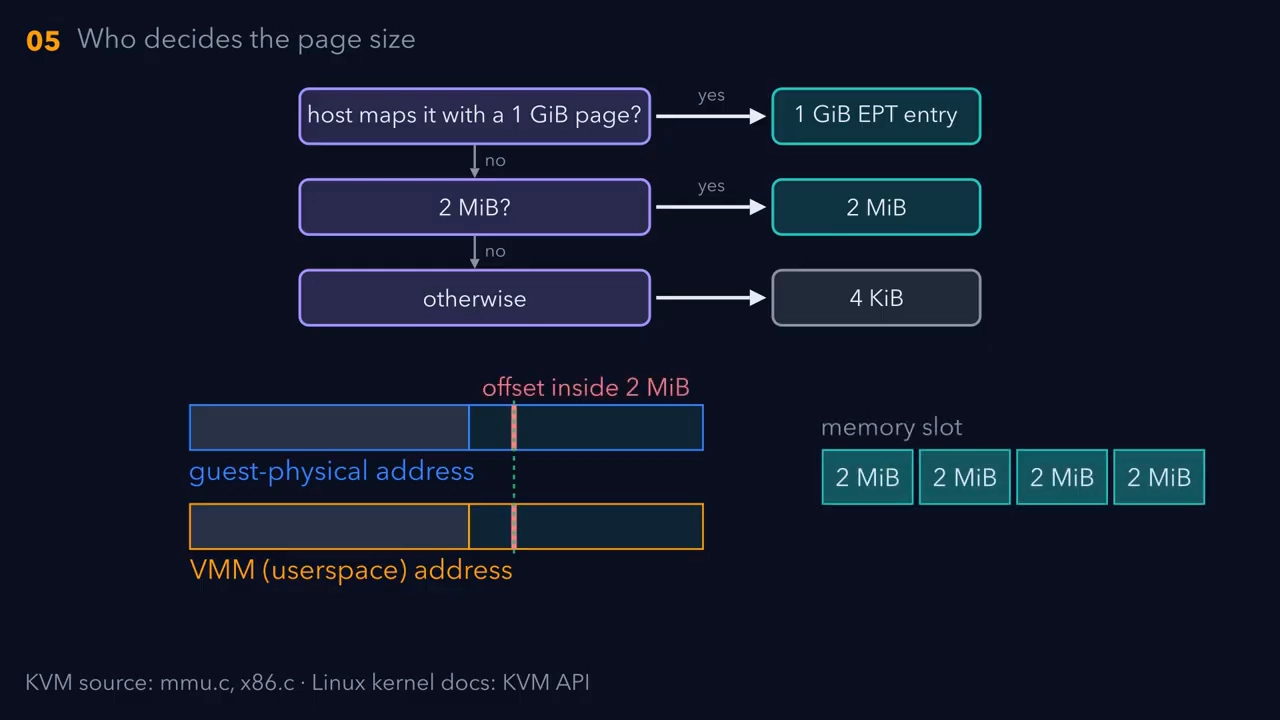 05 Who decides the page size
host maps it with a 1 GiB page?
yes
1 GiB EPT entry
no
2 MiB?
yes
2 MiB
no
otherwise
4 KiB
offset inside 2 MiB
guest-physical address
VMM (userspace) address
memory slot
2 MiB 2 MiB 2 MiB 2 MiB
KVM source: mmu.c, x86.c · Linux kernel docs: KVM API